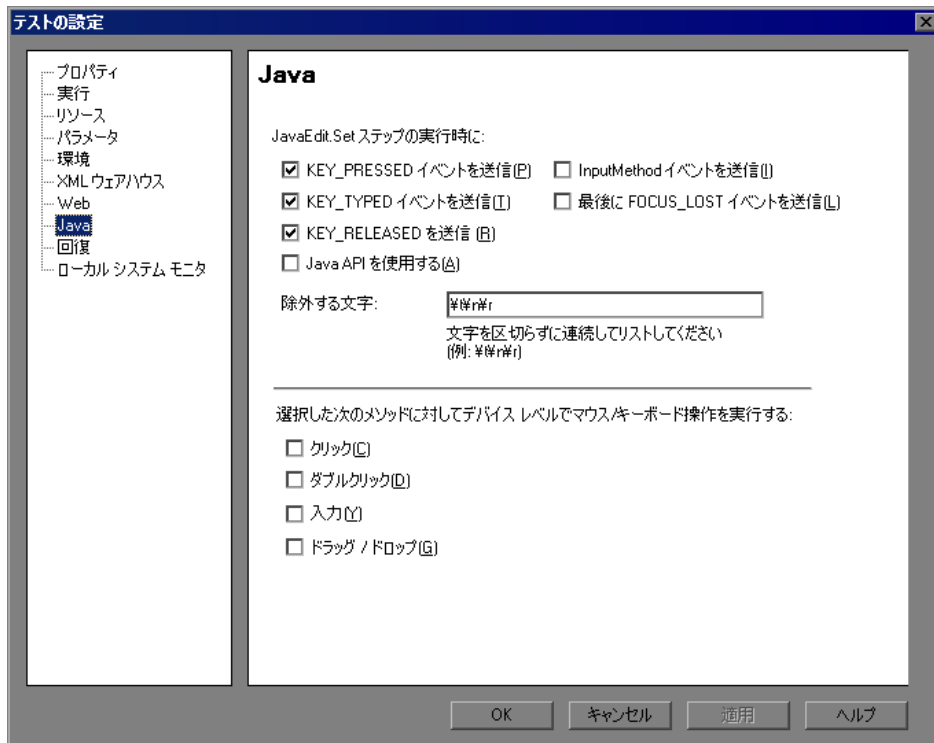 テストの設定
プロパティ
実行
リソース
パラメータ
環境
XML ウェアハウス
Web
Java
回復
ローカル システム モニタ
Java
JavaEdit.Set ステップの実行時に:
KEY_PRESSED イベントを送信(P)
InputMethod イベントを送信(I)
KEY_TYPED イベントを送信(T)
最後に FOCUS_LOST イベントを送信(L)
KEY_RELEASED を送信 (R)
Java API を使用する(A)
除外する文字:
¥t¥n¥r
文字を区切らずに連続してリストしてください
(例: ¥t¥n¥r)
選択した次のメソッドに対してデバイス レベルでマウス/キーボード操作を実行する:
クリック(C)
ダブルクリック(D)
入力(Y)
ドラッグ / ドロップ(G)
OK
キャンセル
適用
ヘルプ